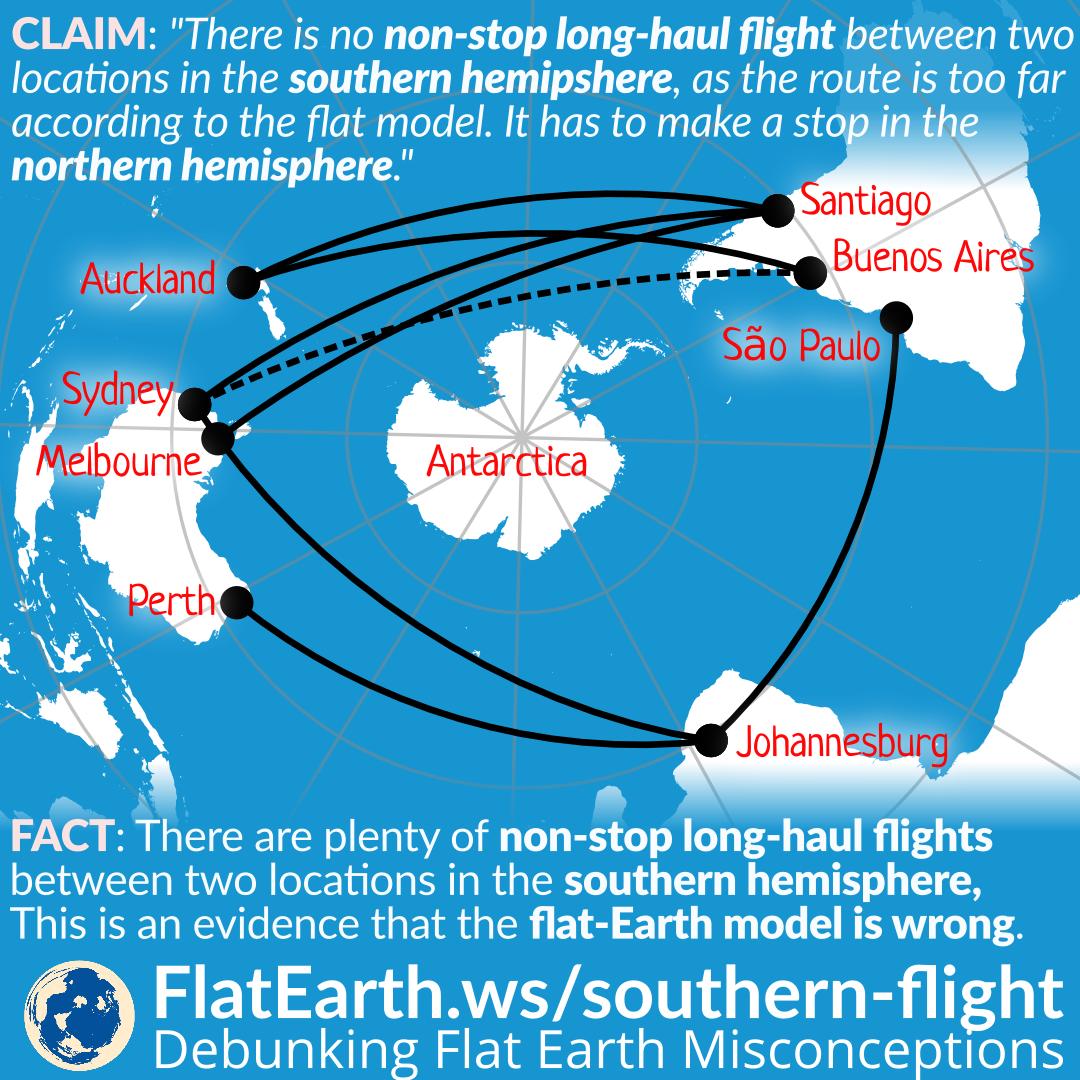 CLAIM: "There is no non-stop long-haul flight between two
locations in the southern hemipshere, as the route is too far
according to the flat model. It has to make a stop in the
northern hemisphere."
Santiago
Buenos Aires
Auckland
São Paulo
Sydney
Melbourne
Antarctica
Perth
Johannesburg
FACT: There are plenty of non-stop long-haul flights
between two locations in the southern hemisphere,
This is an evidence that the flat-Earth model is wrong.
FlatEarth.ws/southern-flight
Debunking Flat Earth Misconceptions